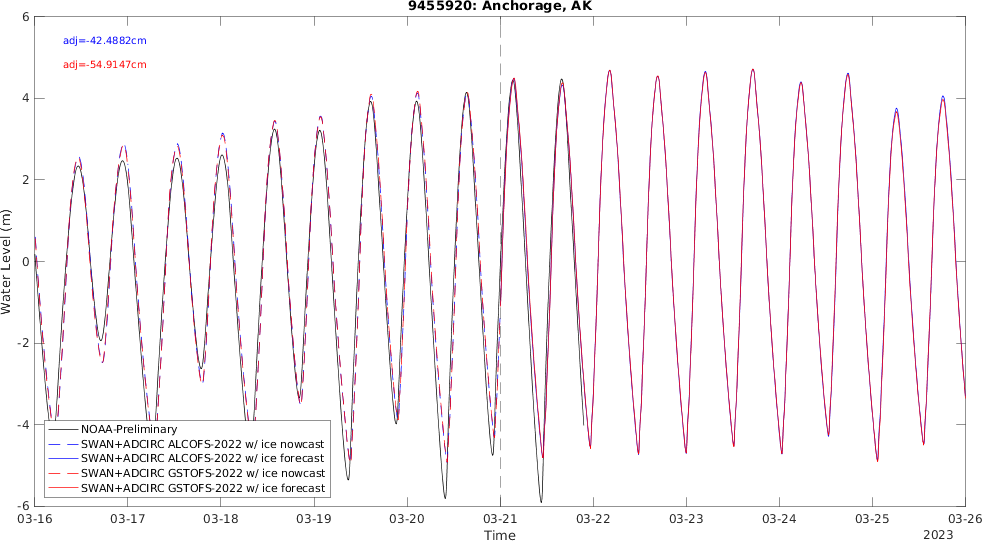 9455920: Anchorage, AK
adj=-42.4882cm
adj=-54.9147cm
6
4
2
0
-2
-4
-6
Water Level (m)
NOAA-Preliminary
SWAN+ADCIRC ALCOFS-2022 w/ ice nowcast
SWAN+ADCIRC ALCOFS-2022 w/ ice forecast
SWAN+ADCIRC GSTOFS-2022 w/ ice nowcast
SWAN+ADCIRC GSTOFS-2022 w/ ice forecast
03-16 03-17 03-18 03-19 03-20 03-21 03-22 03-23 03-24 03-25 03-26
Time
2023